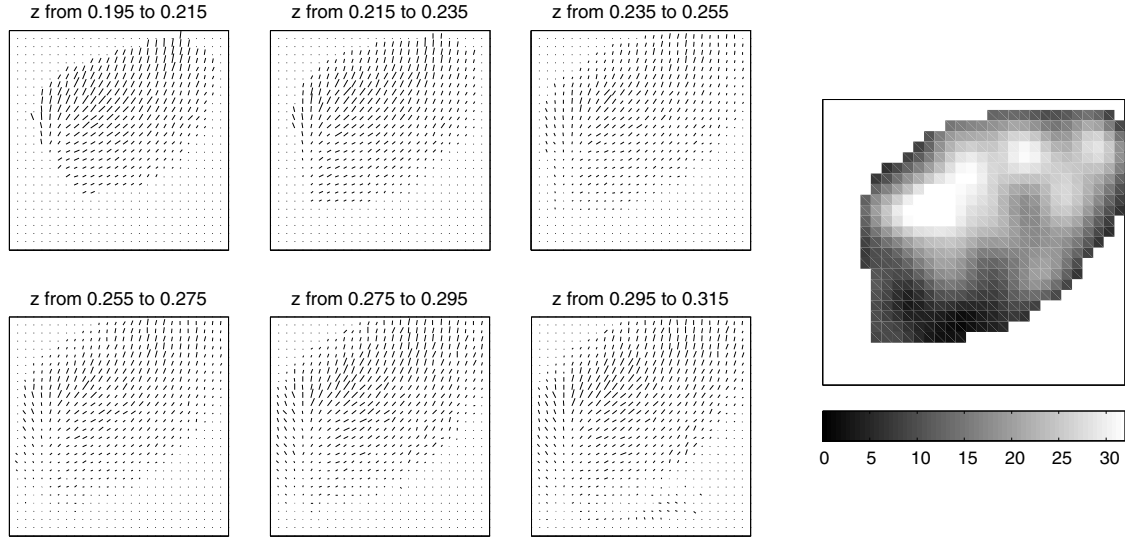 z from 0.195 to 0.215
z from 0.215 to 0.235
z from 0.235 to 0.255
z from 0.255 to 0.275
z from 0.275 to 0.295
z from 0.295 to 0.315
0 5 10 15 20 25 30